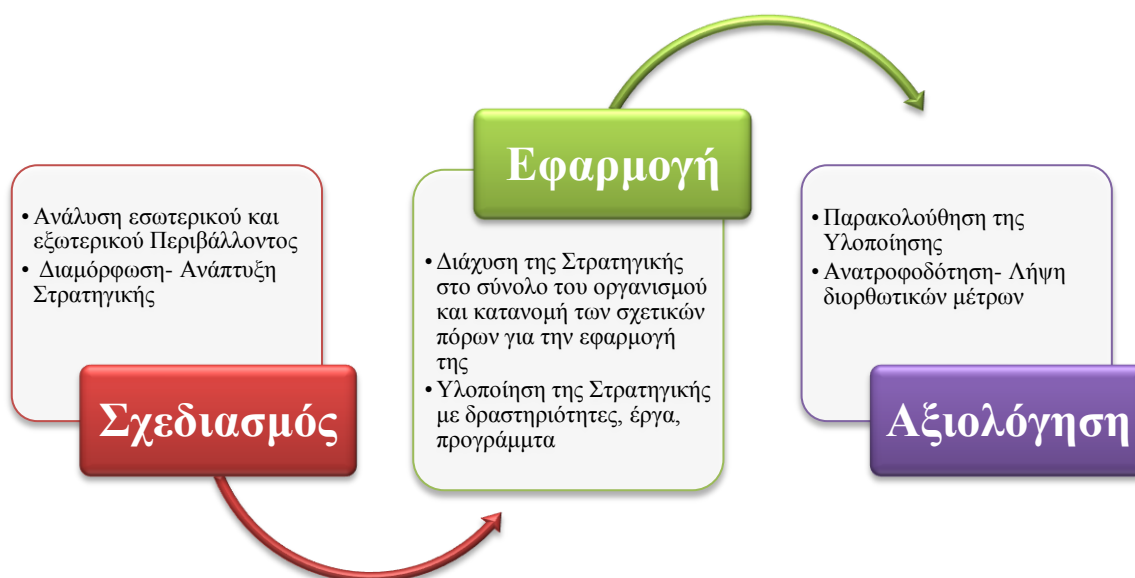 Σχεδιασμός
• Ανάλυση εσωτερικού και
εξωτερικού Περιβάλλοντος
• Διαμόρφωση- Ανάπτυξη
Στρατηγικής
Εφαρμογή
• Διάχυση της Στρατηγικής
στο σύνολο του οργανισμού
και κατανομή των σχετικών
πόρων για την εφαρμογή
της
• Υλοποίηση της Στρατηγικής
με δραστηριότητες, έργα,
προγράμμτα
Αξιολόγηση
• Παρακολούθηση της
Υλοποίησης
• Ανατροφοδότηση- Λήψη
διορθωτικών μέτρων